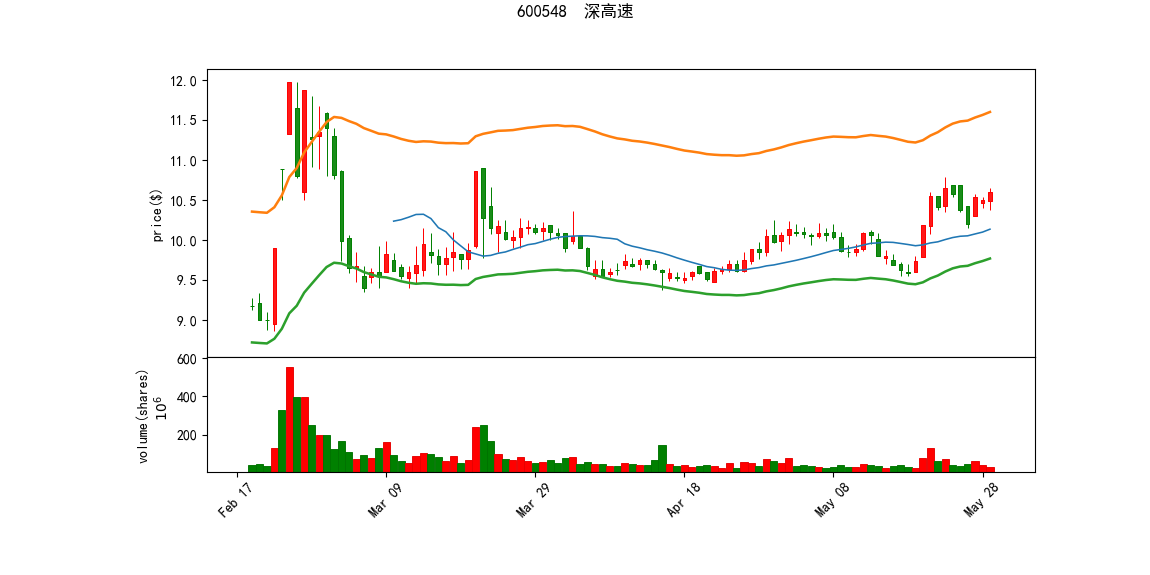 600548 深高速
price($)
12.0
11.5
11.0
10.5
10.0
9.5
9.0
volume(shares)
10^6
600
400
200
Feb 17
Mar 09
Mar 29
Apr 18
May 08
May 28